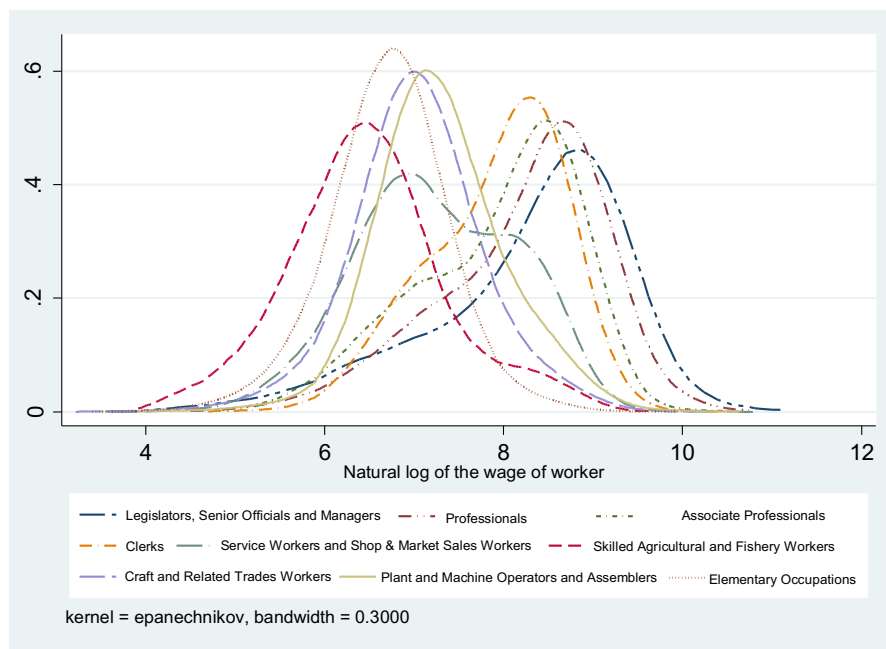 .6
.4
.2
0
4 6 8 10 12
Natural log of the wage of worker
Legislators, Senior Officials and Managers Professionals Associate Professionals
Clerks Service Workers and Shop & Market Sales Workers Skilled Agricultural and Fishery Workers
Craft and Related Trades Workers Plant and Machine Operators and Assemblers Elementary Occupations
kernel = epanechnikov, bandwidth = 0.3000